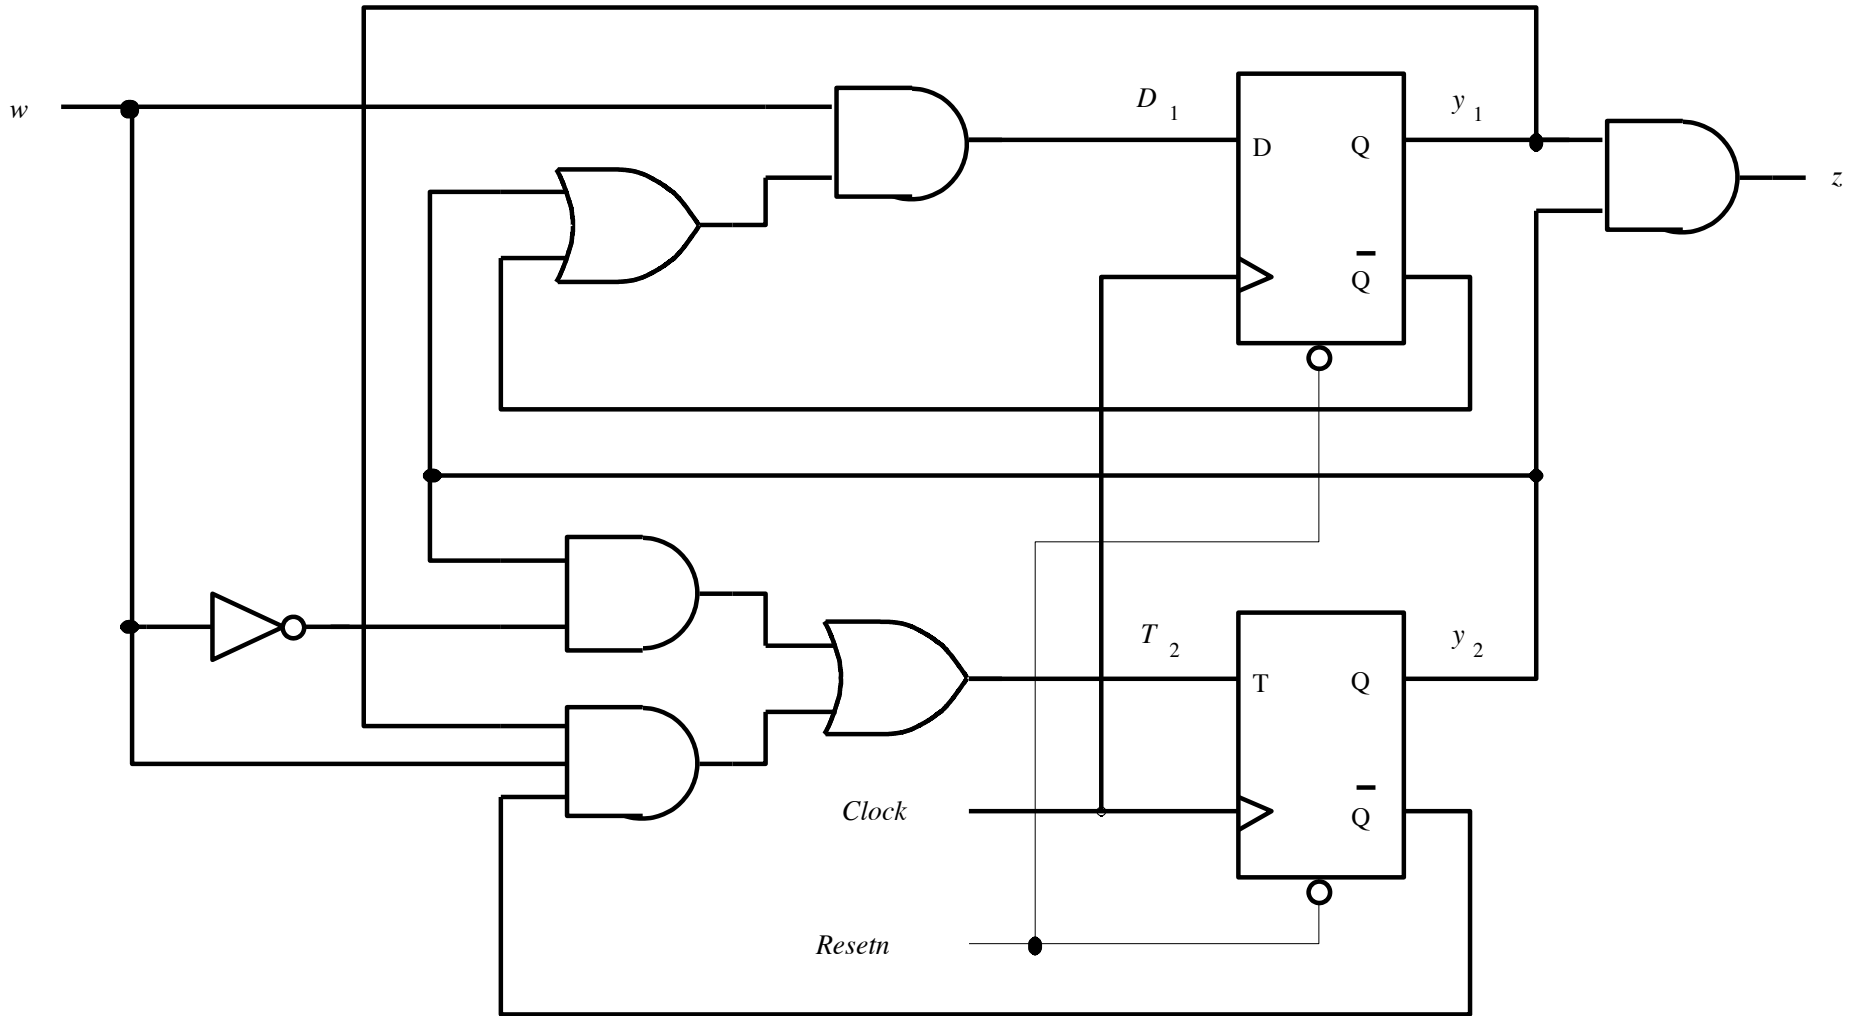 w
D 1
y 1
D Q
z
Q
T 2
y 2
T Q
Clock
Q
Resetn